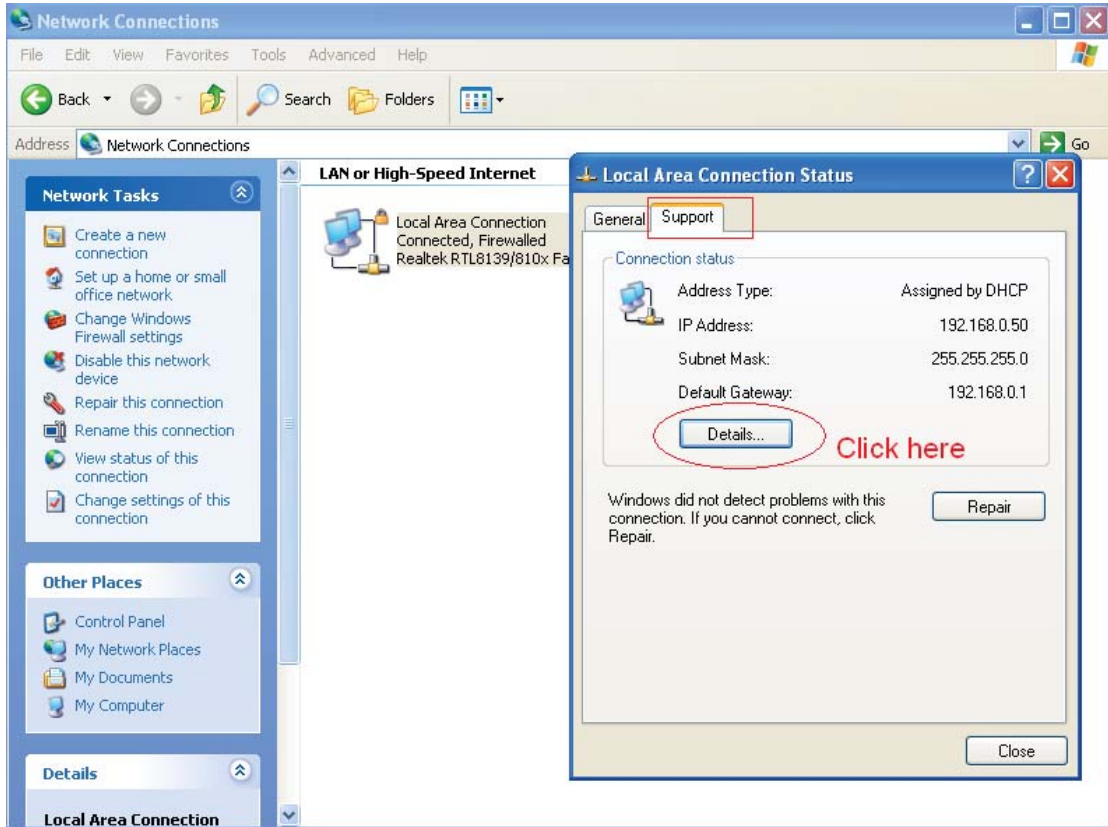 Network Connections
File Edit View Favorites Tools Advanced Help
Back Search Folders
Address Network Connections Go
Network Tasks
Create a new
connection
Set up a home or small
office network
Change Windows
Firewall settings
Disable this network
device
Repair this connection
Rename this connection
View status of this
connection
Change settings of this
connection
Other Places
Control Panel
My Network Places
My Documents
My Computer
Details
Local Area Connection
LAN or High-Speed Internet
Local Area Connection
Connected, Firewalled
Realtek RTL8139/810x Fa
Local Area Connection Status
General Support
Connection status
Address Type: Assigned by DHCP
IP Address: 192.168.0.50
Subnet Mask: 255.255.255.0
Default Gateway: 192.168.0.1
Details...
Click here
Windows did not detect problems with this
connection. If you cannot connect, click
Repair.
Repair
Close